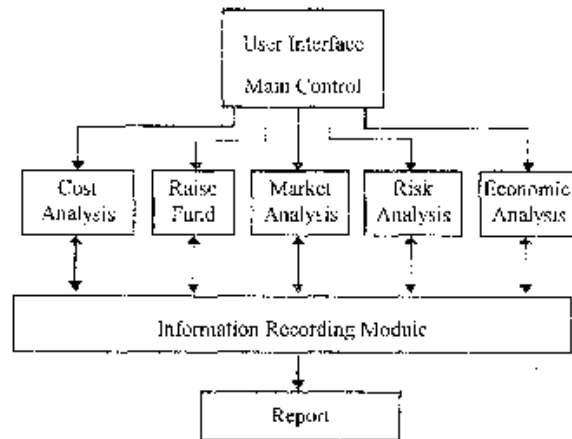 User Interface
Main Control
Cost
Analysis
Raise
Fund
Market
Analysis
Risk
Analysis
Economic
Analysis
Information Recording Module
Report